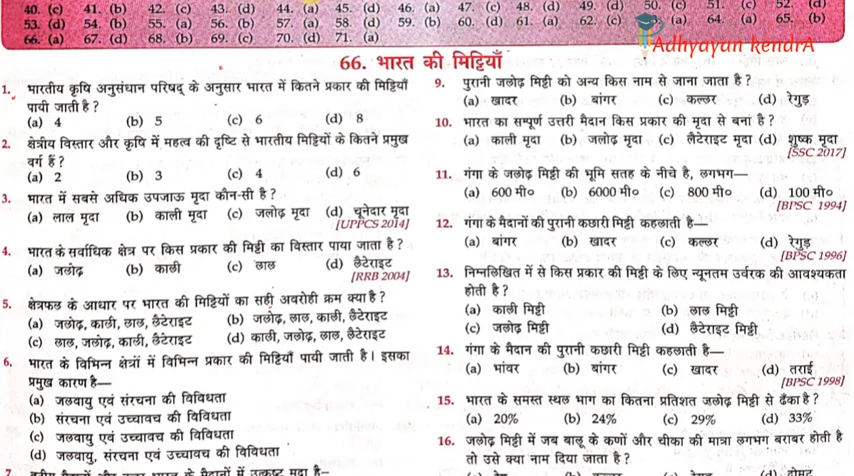 40. (c) 41. (b) 42. (c) 43. (d) 44. 45. (d) 46. (a) 47. (c) 48. (d) 49. (d) 50. (c) 51. (c) 52. (d)
53. (d) 54. (b) 55. (a) 56. (b) 57. (a) 58. (d) 59. (b) 60. (d) 61. (a) 62. (c) (a) 64. (a) 65. (b)
66. (a) 67. (d) 68. (b) 69. (c) 70. (d) 71. (a)
Adhyayan kendrA
66. भारत की मिट्टियाँ
1. भारतीय कृषि अनुसंधान परिषद् के अनुसार भारत में कितने प्रकार की मिट्टियाँ
पायी जाती है ?
(a) 4 (b) 5 (c) 6 (d) 8
2. क्षेत्रीय विस्तार और कृषि में महत्व की दृष्टि से भारतीय मिट्टियों के कितने प्रमुख
वर्ग हैं ?
(a) 2 (b) 3 (c) 4 (d) 6
3. भारत में सबसे अधिक उपजाऊ मृदा कौन-सी है ?
(a) लाल मृदा (b) काली मृदा (c) जलोढ़ मृदा (d) चूनेदार मृदा
[UPPCS 2014]
4. भारत के सर्वाधिक क्षेत्र पर किस प्रकार की मिट्टी का विस्तार पाया जाता है ?
(a) जलोढ़ (b) काली (c) लाल (d) लैटेराइट
[RRB 2004]
5. क्षेत्रफल के आधार पर भारत की मिट्टियों का सही अवरोही क्रम क्या है ?
(a) जलोढ़, काली, लाल, लैटेराइट (b) जलोढ़, लाल, काली, लैटेराइट
(c) लाल, जलोढ़, काली, लैटेराइट (d) काली, जलोढ़, लाल, लैटेराइट
6. भारत के विभिन्न क्षेत्रों में विभिन्न प्रकार की मिट्टियाँ पायी जाती है। इसका
प्रमुख कारण है—
(a) जलवायु एवं संरचना की विविधता
(b) संरचना एवं उच्चावच की विविधता
(c) जलवायु एवं उच्चावच की विविधता
(d) जलवायु, संरचना एवं उच्चावच की विविधता
7.
9. पुरानी जलोढ़ मिट्टी को अन्य किस नाम से जाना जाता है ?
(a) खादर (b) बांगर (c) कल्लर (d) रेगुड़
10. भारत का सम्पूर्ण उत्तरी मैदान किस प्रकार की मृदा से बना है ?
(a) काली मृदा (b) जलोढ़ मृदा (c) लैटेराइट मृदा (d) शुष्क मृदा
[SSC 2017]
11. गंगा के जलोढ़ मिट्टी की भूमि सतह के नीचे है, लगभग—
(a) 600 मी० (b) 6000 मी० (c) 800 मी० (d) 100 मी०
[BPSC 1994]
12. गंगा के मैदानों की पुरानी कछारी मिट्टी कहलाती है—
(a) बांगर (b) खादर (c) कल्लर (d) रेगुड़
[BPSC 1996]
13. निम्नलिखित में से किस प्रकार की मिट्टी के लिए न्यूनतम उर्वरक की आवश्यकता
होती है ?
(a) काली मिट्टी (b) लाल मिट्टी
(c) जलोढ़ मिट्टी (d) लैटेराइट मिट्टी
14. गंगा के मैदान की पुरानी कछारी मिट्टी कहलाती है—
(a) भांवर (b) बांगर (c) खादर (d) तराई
[BPSC 1998]
15. भारत के समस्त स्थल भाग का कितना प्रतिशत जलोढ़ मिट्टी से ढँका है ?
(a) 20% (b) 24% (c) 29% (d) 33%
16. जलोढ़ मिट्टी में जब बालू के कणों और चीका की मात्रा लगभग बराबर होती है
तो उसे क्या नाम दिया जाता है ?